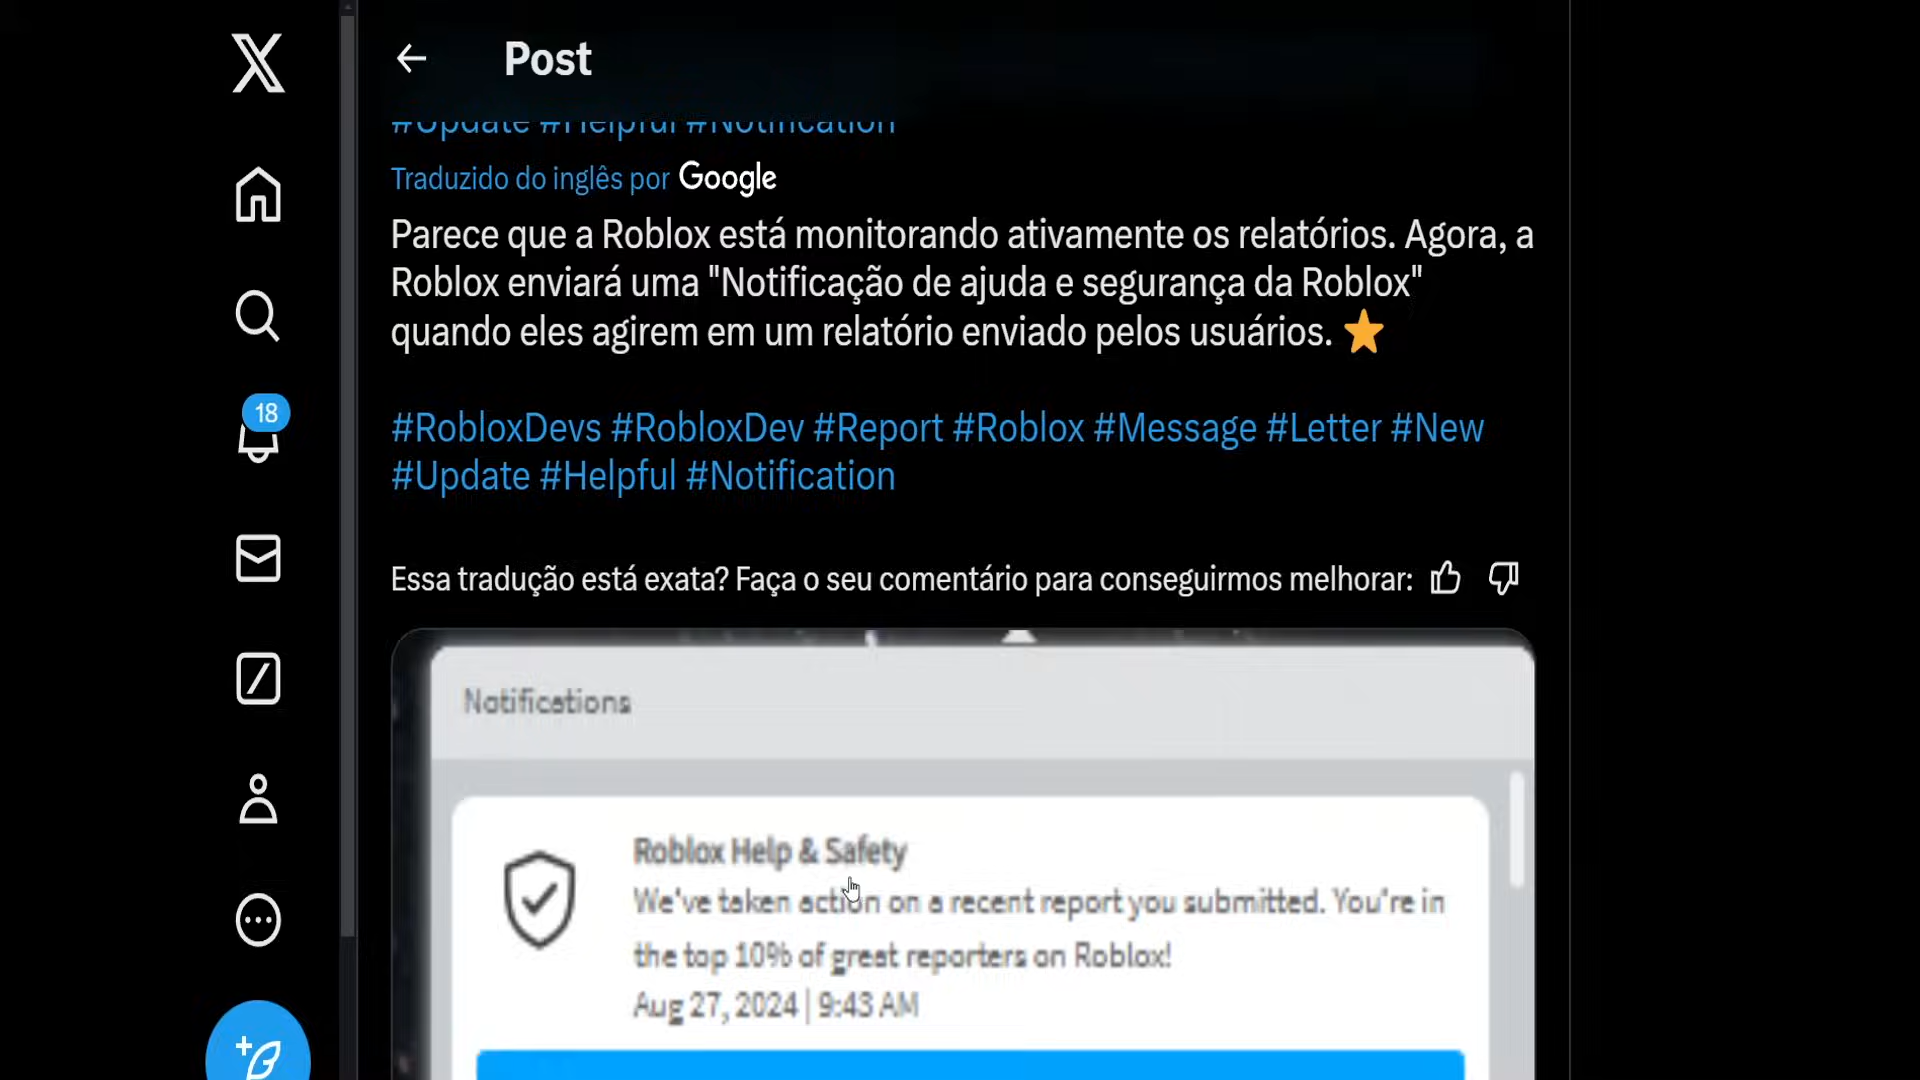 Post
#Update #Helpful #Notification
Traduzido do inglês por Google
Parece que a Roblox está monitorando ativamente os relatórios. Agora, a
Roblox enviará uma "Notificação de ajuda e segurança da Roblox"
quando eles agirem em um relatório enviado pelos usuários.
#RobloxDevs #RobloxDev #Report #Roblox #Message #Letter #New
#Update #Helpful #Notification
18
Essa tradução está exata? Faça o seu comentário para conseguirmos melhorar:
Notifications
Roblox Help & Safety
We've taken action on a recent report you submitted. You're in
the top 10% of great reporters on Roblox!
Aug 27, 2024 | 9:43 AM